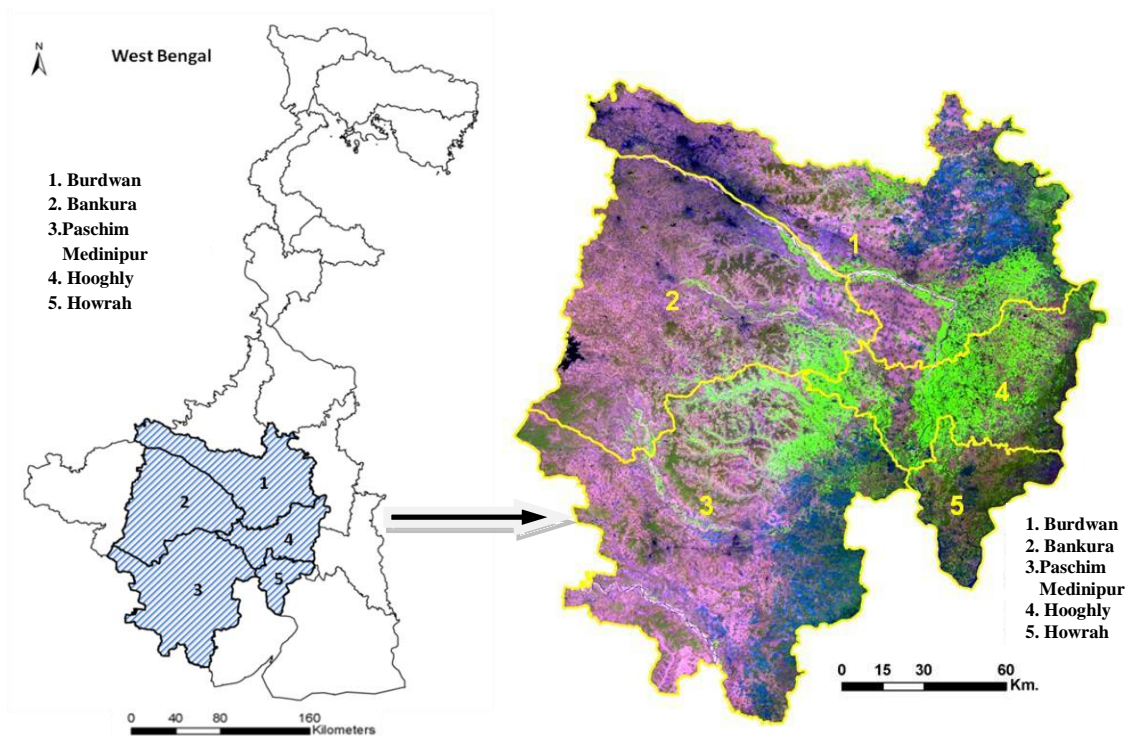 N
West Bengal
1. Burdwan
2. Bankura
3.Paschim
Medinipur
4. Hooghly
5. Howrah
1
2
3
4
5
0 40 80 160
Kilometers
1
2
3
4
5
1. Burdwan
2. Bankura
3.Paschim
Medinipur
4. Hooghly
5. Howrah
0 15 30 60
Km.